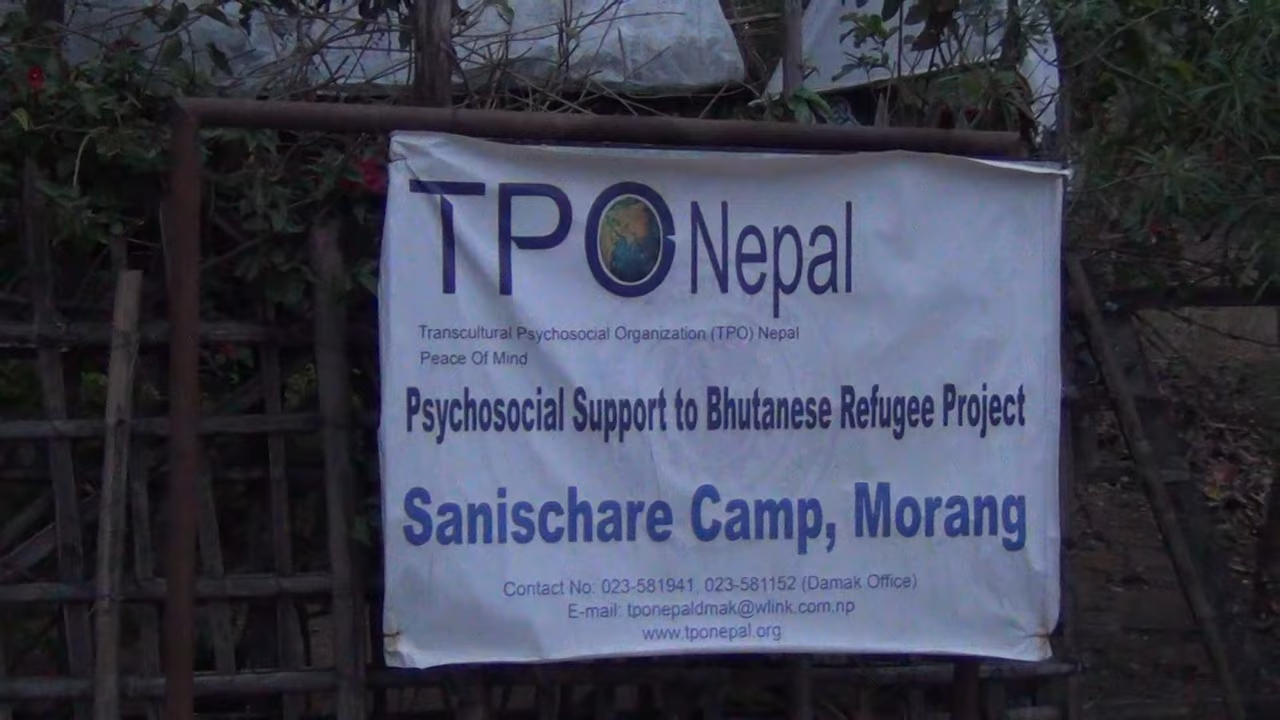 TPO Nepal
Transcultural Psychosocial Organization (TPO) Nepal
Peace Of Mind
Psychosocial Support to Bhutanese Refugee Project
Sanischare Camp, Morang
Contact No: 023-581941, 023-581152 (Damak Office)
E-mail: tponepaldmak@wlink.com.np
www.tponepal.org